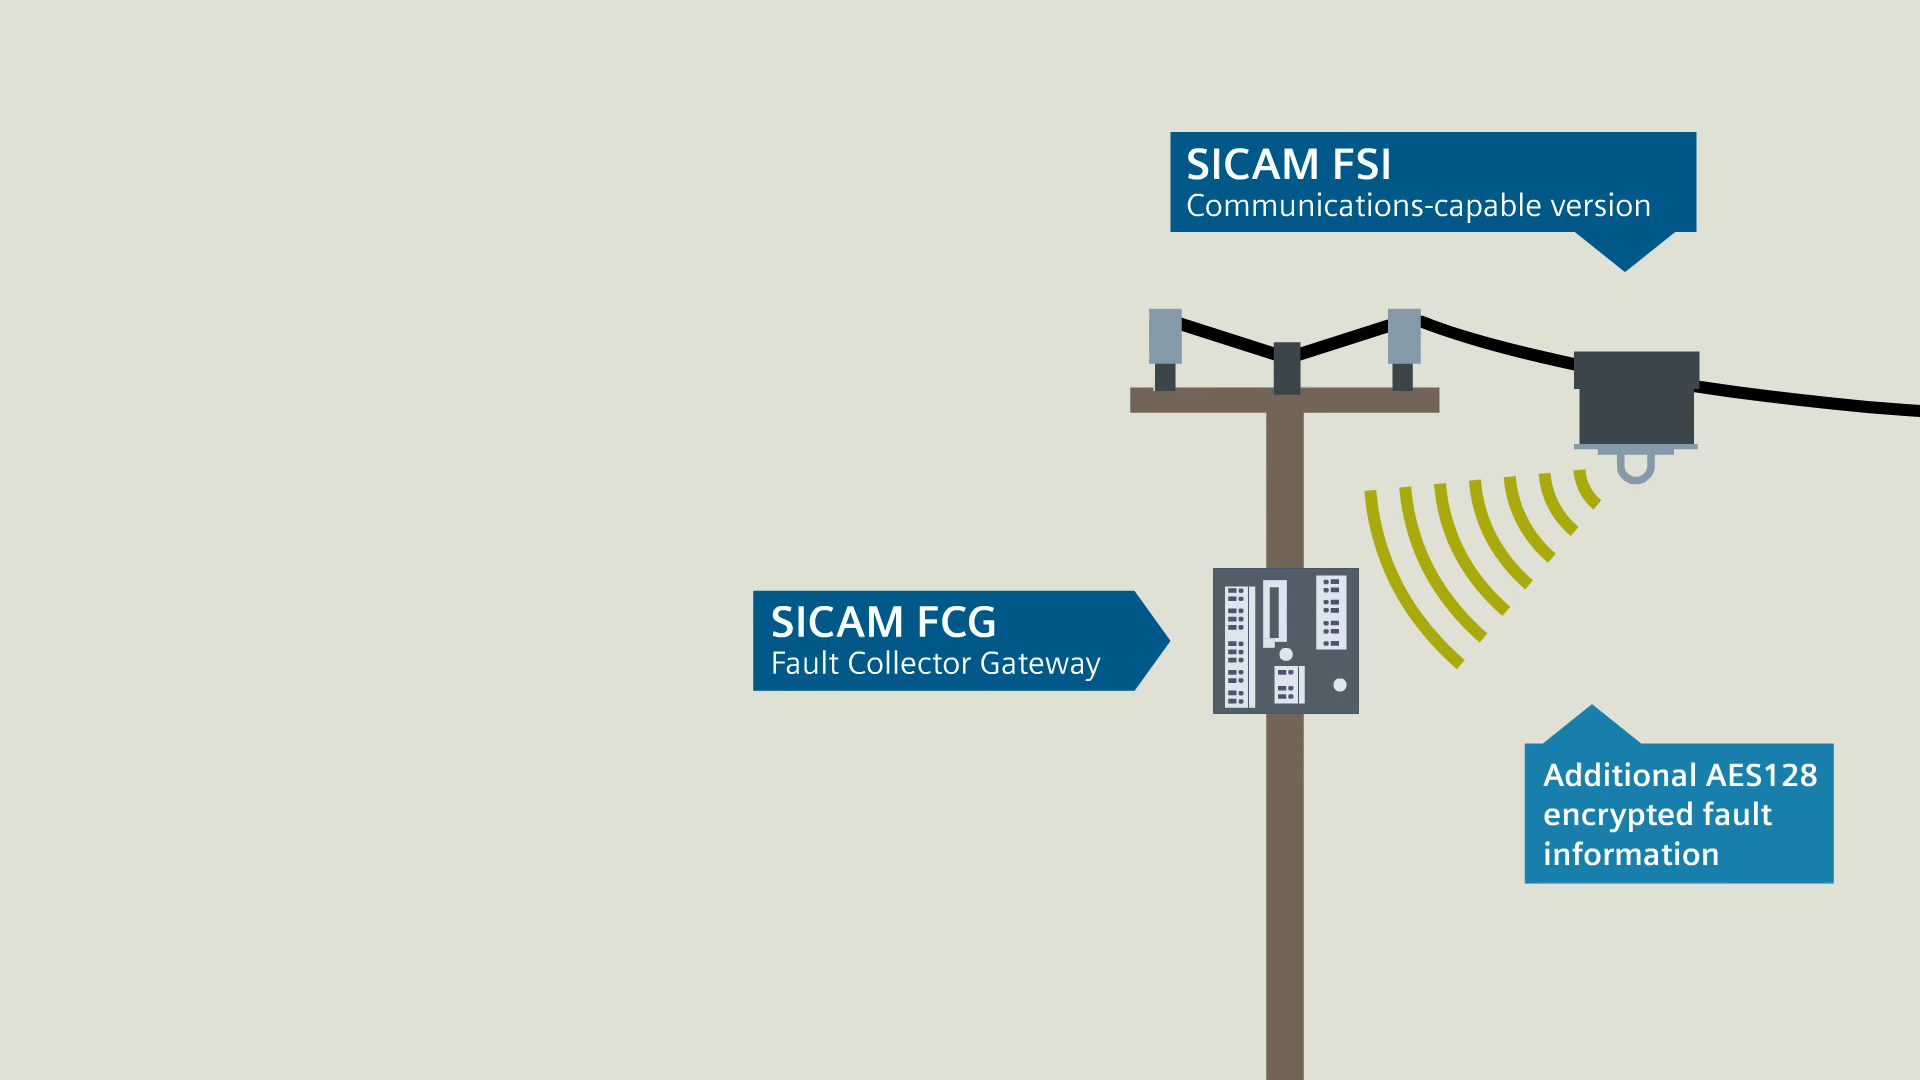 SICAM FSI
Communications-capable version
SICAM FCG
Fault Collector Gateway
Additional AES128
encrypted fault
information